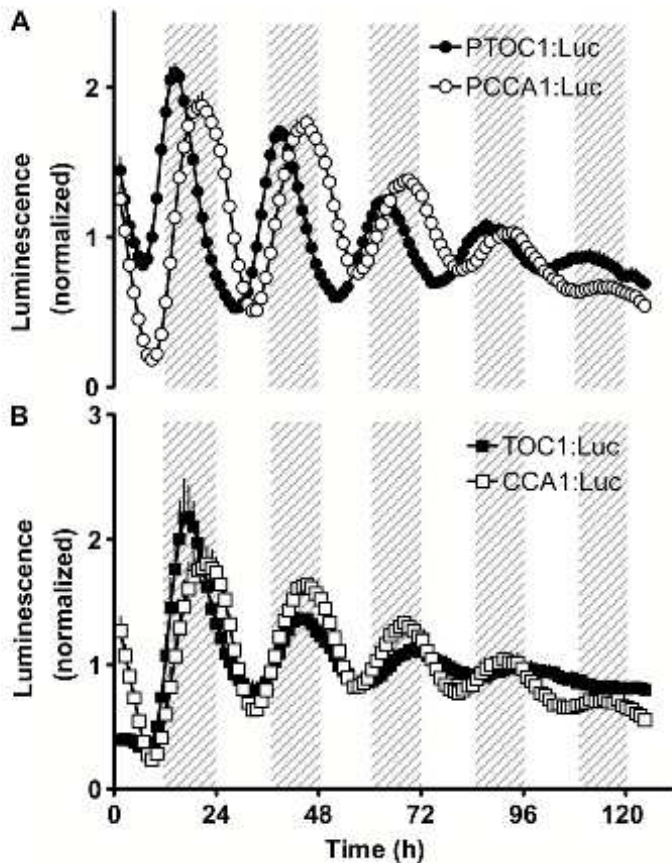 A
PTOC1:Luc
PCCA1:Luc
Luminescence
(normalized)
2
1
0
B
TOC1:Luc
CCA1:Luc
Luminescence
(normalized)
3
2
1
0
0 24 48 72 96 120
Time (h)